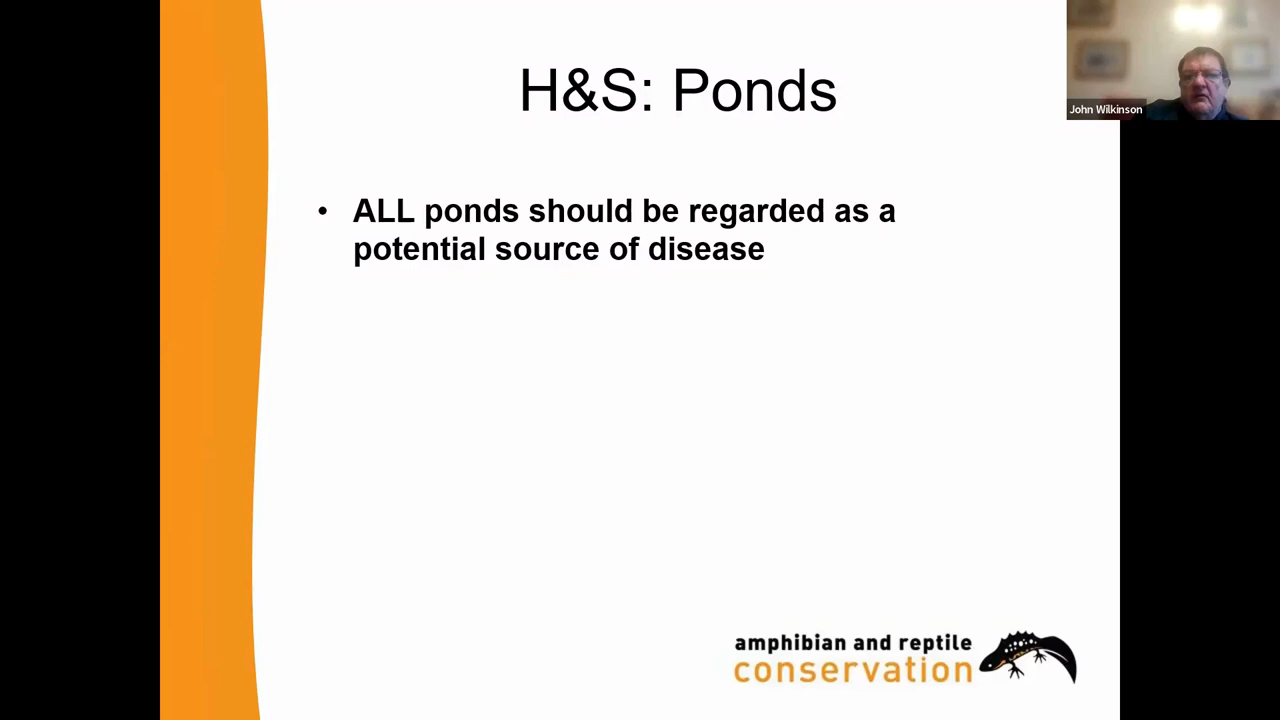 H&S: Ponds
John Wilkinson
• ALL ponds should be regarded as a
potential source of disease
amphibian and reptile
conservation